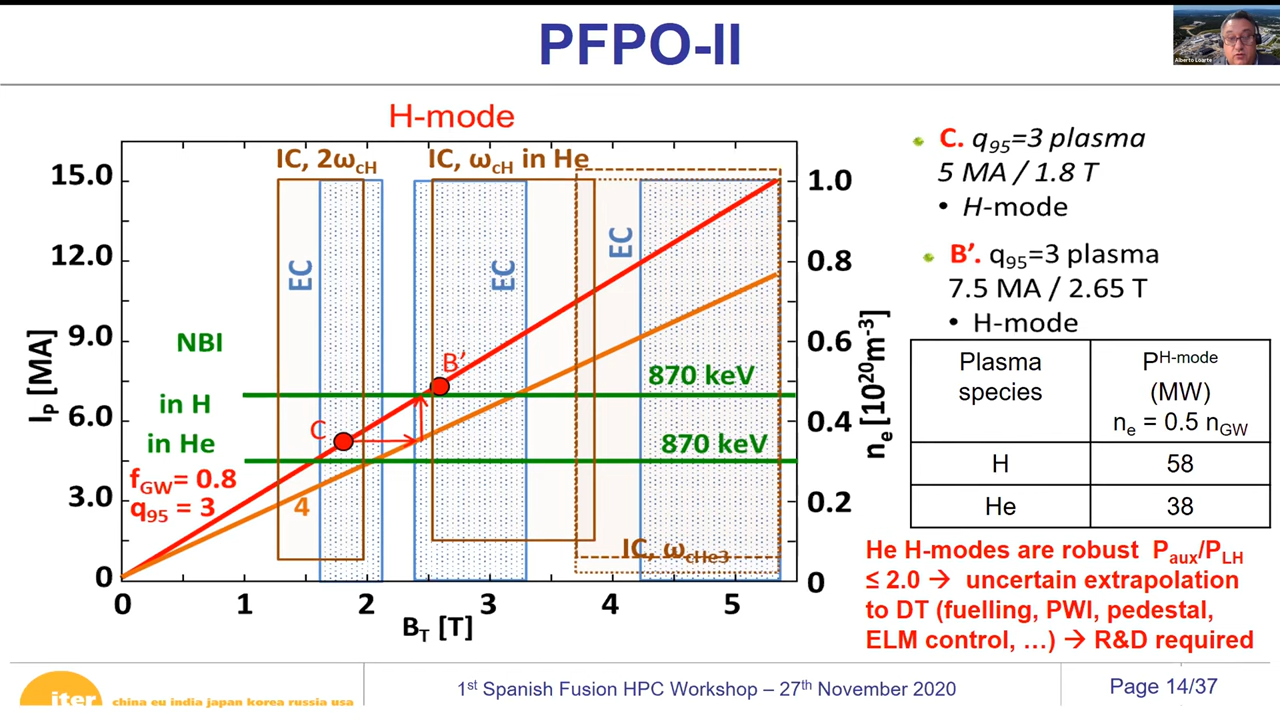 PFPO-II
Alberto Loarte
H-mode
IC, 2ωcH
IC, ωcH in He
15.0
12.0
9.0
6.0
3.0
0
IP [MA]
1.0
0.8
0.6
0.4
0.2
0
ne [10²⁰m⁻³]
EC
EC
EC
NBI
in H
in He
870 keV
870 keV
B’
C
fGW= 0.8
q95 = 3
4
IC, ωcHe3
0
1
2
3
4
5
BT [T]
C. q95=3 plasma
5 MA / 1.8 T
• H-mode
B’. q95=3 plasma
7.5 MA / 2.65 T
• H-mode
Plasma species
P^H-mode
(MW)
ne = 0.5 nGW
H
58
He
38
He H-modes are robust Paux/PLH
≤ 2.0 → uncertain extrapolation
to DT (fuelling, PWI, pedestal,
ELM control, …) → R&D required
iter
china eu india japan korea russia usa
1st Spanish Fusion HPC Workshop – 27th November 2020
Page 14/37